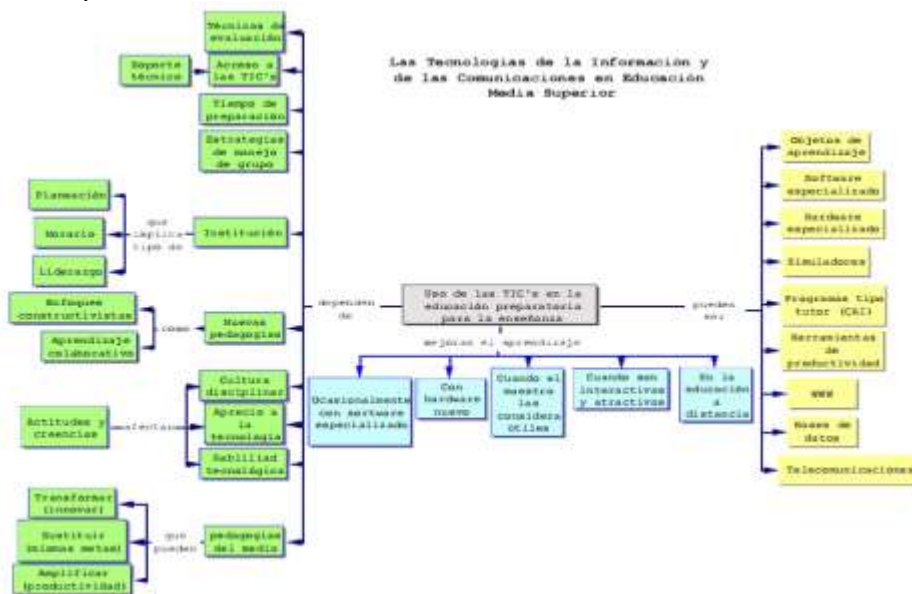 Las Tecnologías de la Información y
de las Comunicaciones en Educación
Media Superior
Técnicas de
evaluación
Soporte
técnico
Acceso a
las TIC's
Tiempo de
preparación
Estrategias
de manejo
de grupo
Planeación
Horario
Liderazgo
que
implica
tipo de
Institución
Enfoques
constructivistas
Aprendizaje
colaborativo
como
Nuevas
pedagogías
Actitudes y
creencias
Cultura
disciplinar
Aprecio a
la
tecnología
Habilidad
tecnológica
Transformar
(innovar)
Sustituir
(mismas metas)
Amplificar
(productividad)
que
pueden
pedagogías
del medio
dependen
de
Uso de las TIC's en la
educación preparatoria
para la enseñanza
mejoran el aprendizaje
Ocasionalmente
con software
especializado
Con
hardware
nuevo
Cuando el
maestro
las
considera
útiles
Cuando son
interactivos
y atractivos
En la
educación
a
distancia
pueden
Objetos de
aprendizaje
Software
especializado
Hardware
especializado
Simuladores
Programas tipo
tutor (CAI)
Herramientas
de
productividad
WWW
Bases de
datos
Telecomunicaciones